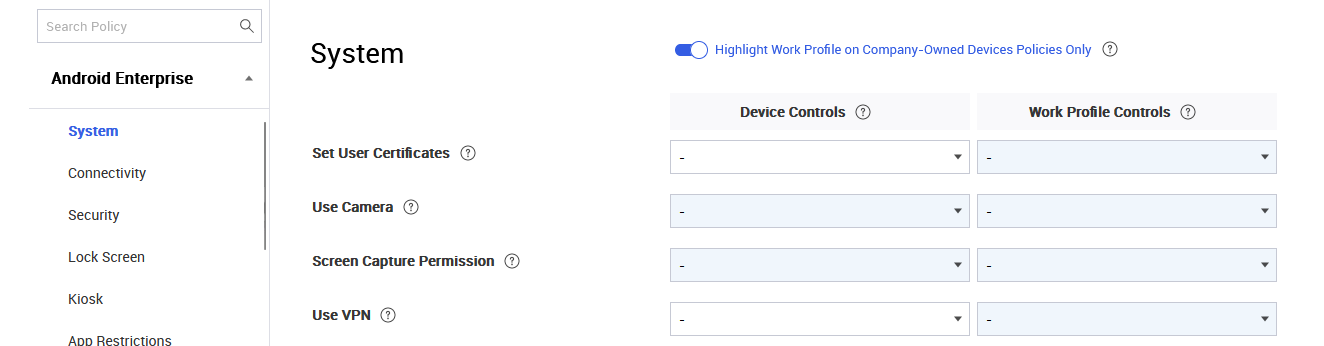 Search Policy
Android Enterprise
System
Connectivity
Security
Lock Screen
Kiosk
App Restrictions
System
Highlight Work Profile on Company-Owned Devices Policies Only ?
Device Controls ? Work Profile Controls ?
Set User Certificates ? - -
Use Camera ? - -
Screen Capture Permission ? - -
Use VPN ? - -